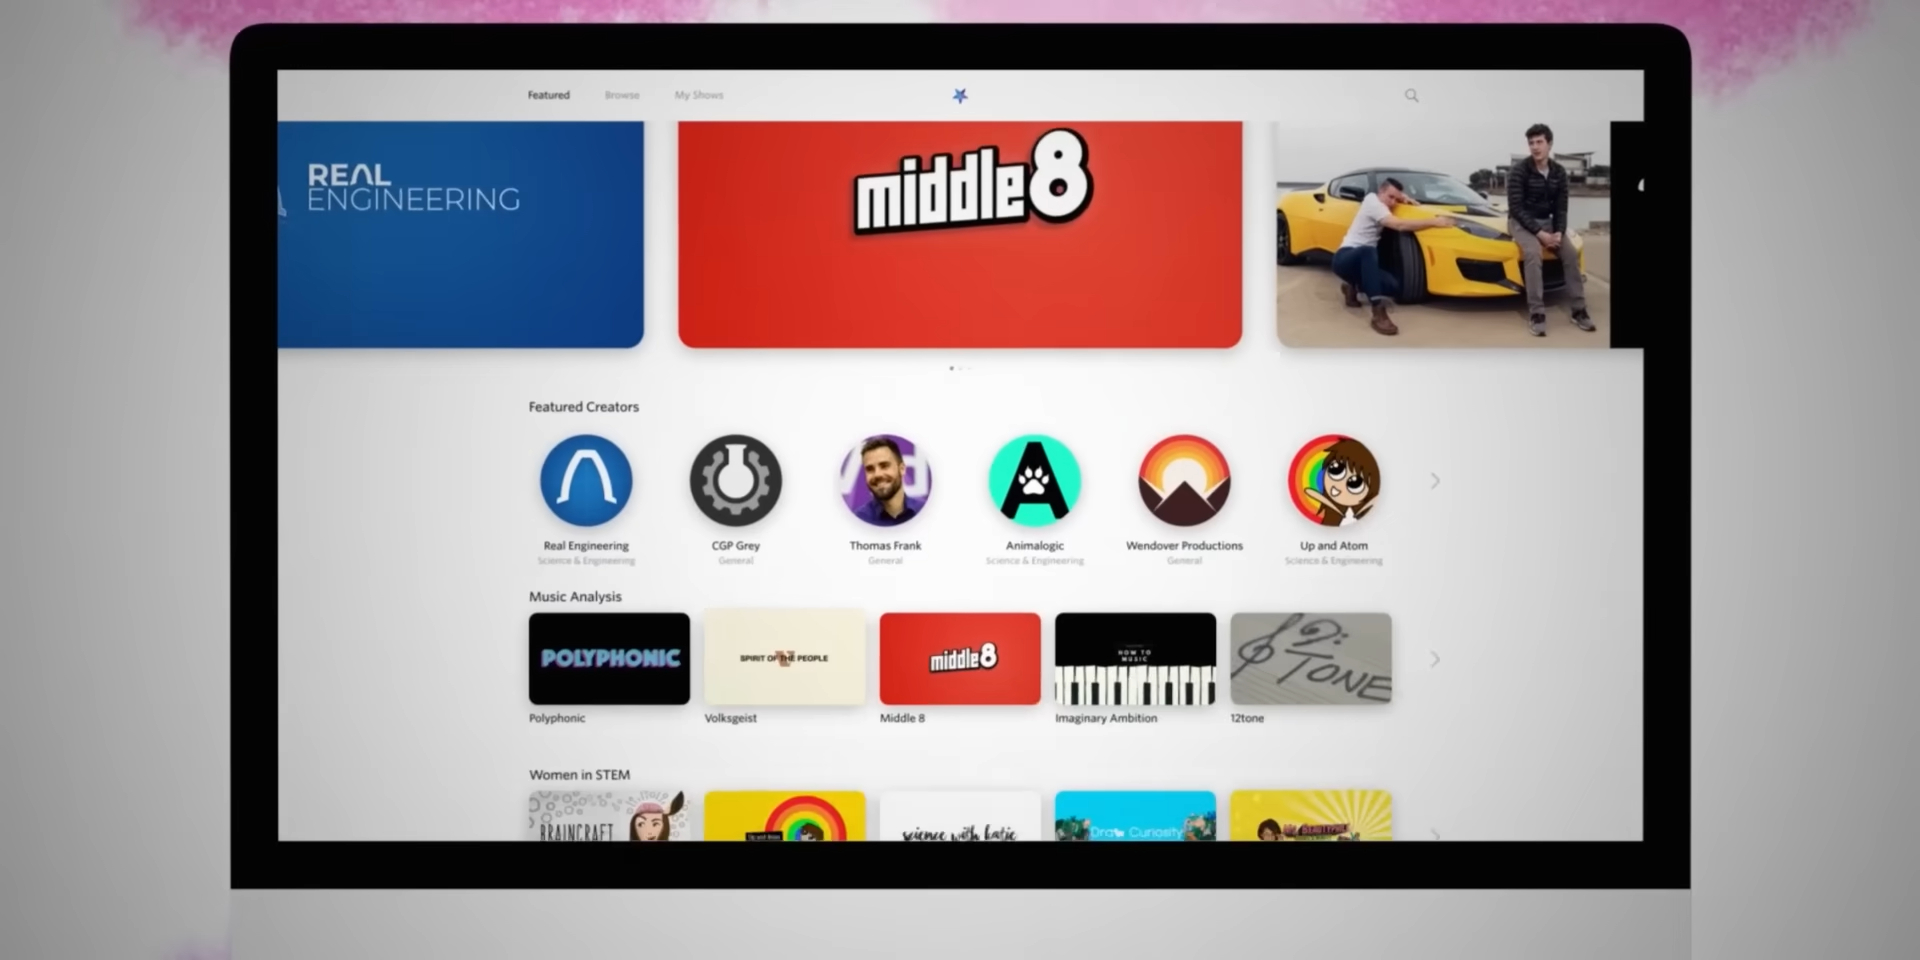 Featured Browse My Shows
REAL
ENGINEERING
middle8
Featured Creators
Real Engineering CGP Grey Thomas Frank Animalogic Wendover Productions Up and Atom
Science & Engineering General General Science & Engineering General Science & Engineering
Music Analysis
POLYPHONIC SPIRIT OF THE PEOPLE middle8 HOW TO MUSIC TONE
Polyphonic Volksgeist Middle 8 Imaginary Ambition 12tone
Women in STEM
BRAINCRAFT Up and Atom science with katie Draw Curiosity